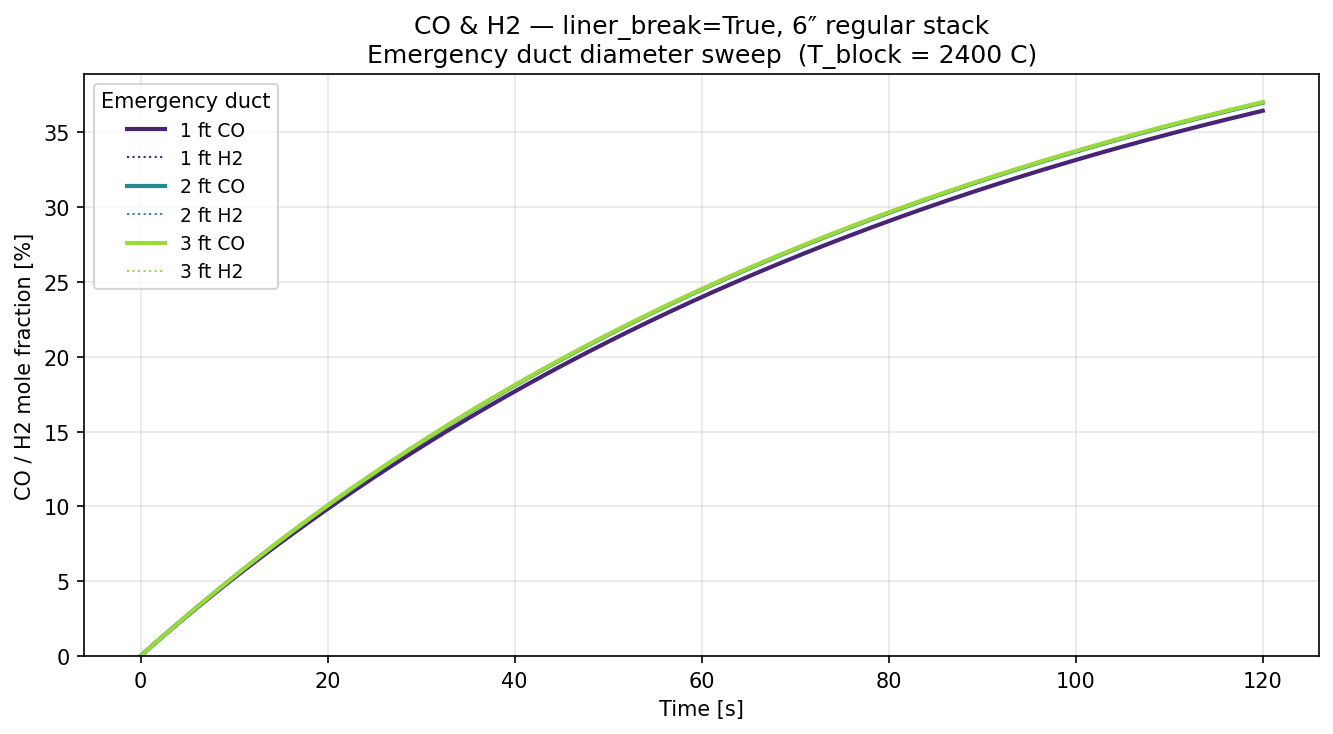 CO & H2 — liner_break=True, 6″ regular stack
Emergency duct diameter sweep  (T_block = 2400 C)
Emergency duct
1 ft CO
1 ft H2
2 ft CO
2 ft H2
3 ft CO
3 ft H2
CO / H2 mole fraction [%]
35
30
25
20
15
10
5
0
0
20
40
60
80
100
120
Time [s]